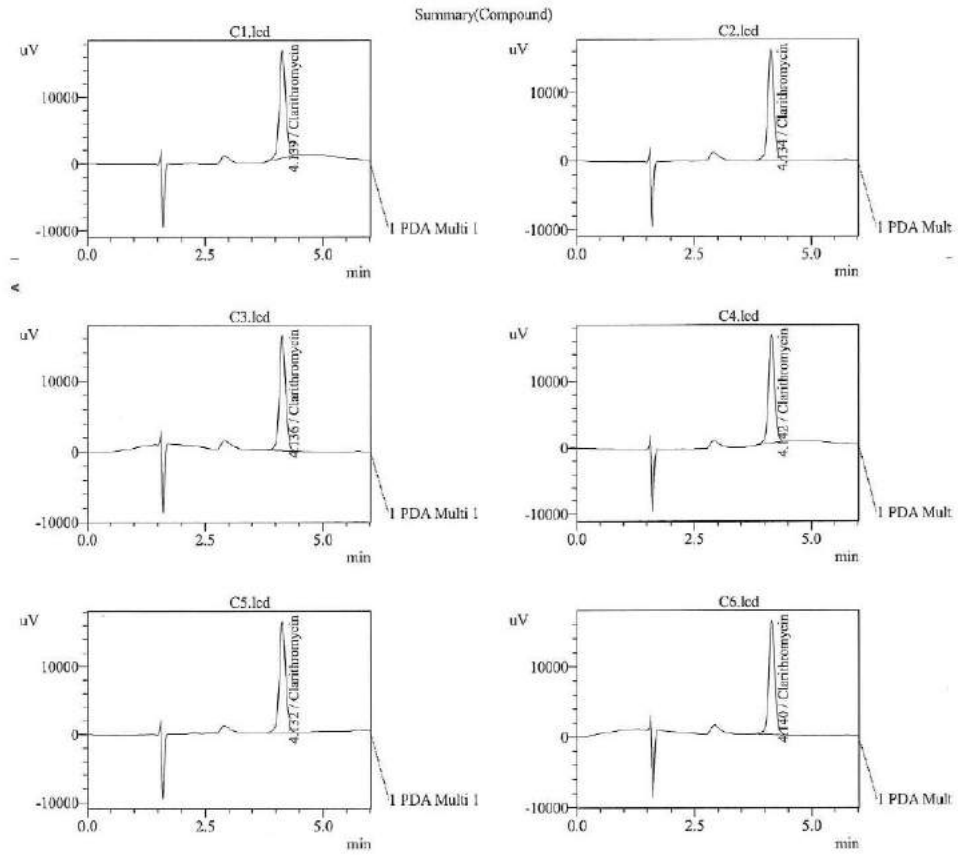 Summary(Compound)
C1.lcd
uV
10000
0
-10000
4.139 / Clarithromycin
1 PDA Multi 1
0.0 2.5 5.0
min
C2.lcd
uV
10000
0
-10000
4.134 / Clarithromycin
1 PDA Mult
0.0 2.5 5.0
min
A
C3.lcd
uV
10000
0
-10000
4.136 / Clarithromycin
1 PDA Multi 1
0.0 2.5 5.0
min
C4.lcd
uV
10000
0
-10000
4.142 / Clarithromycin
1 PDA Mult
0.0 2.5 5.0
min
C5.lcd
uV
10000
0
-10000
4.132 / Clarithromycin
1 PDA Multi 1
0.0 2.5 5.0
min
C6.lcd
uV
10000
0
-10000
4.140 / Clarithromycin
1 PDA Mult
0.0 2.5 5.0
min